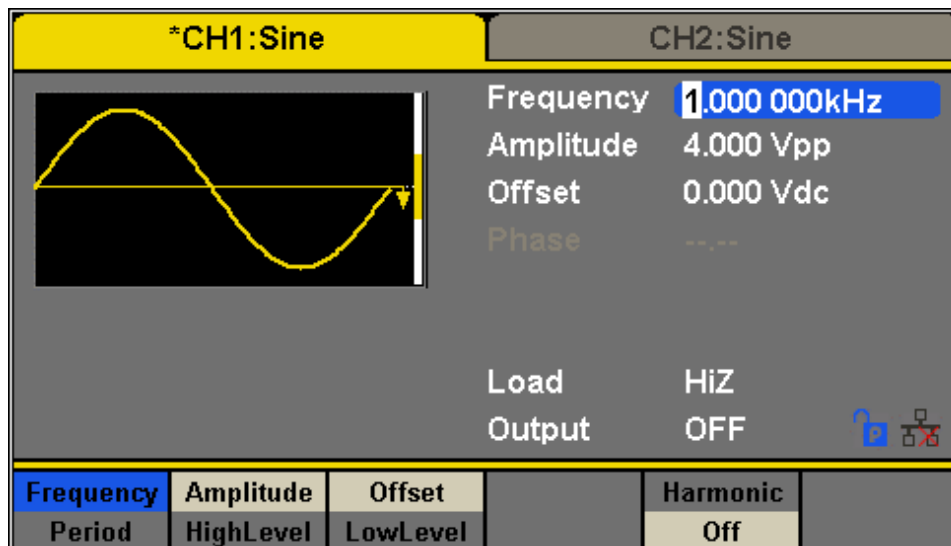 *CH1:Sine CH2:Sine
Frequency 1.000 000kHz
Amplitude 4.000 Vpp
Offset 0.000 Vdc
Phase --.--
Load HiZ
Output OFF
P
Frequency Amplitude Offset Harmonic
Period HighLevel LowLevel Off